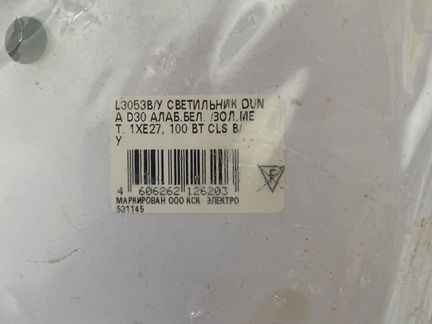 L3053В/У СВЕТИЛЬНИК DUN
A D30 АЛАБ.БЕЛ. /ЗОЛ.МЕ
Т. 1ХЕ27, 100 ВТ CLS В/
У
4 606262 126203
МАРКИРОВАН ООО КСК ЭЛЕКТРО
531145